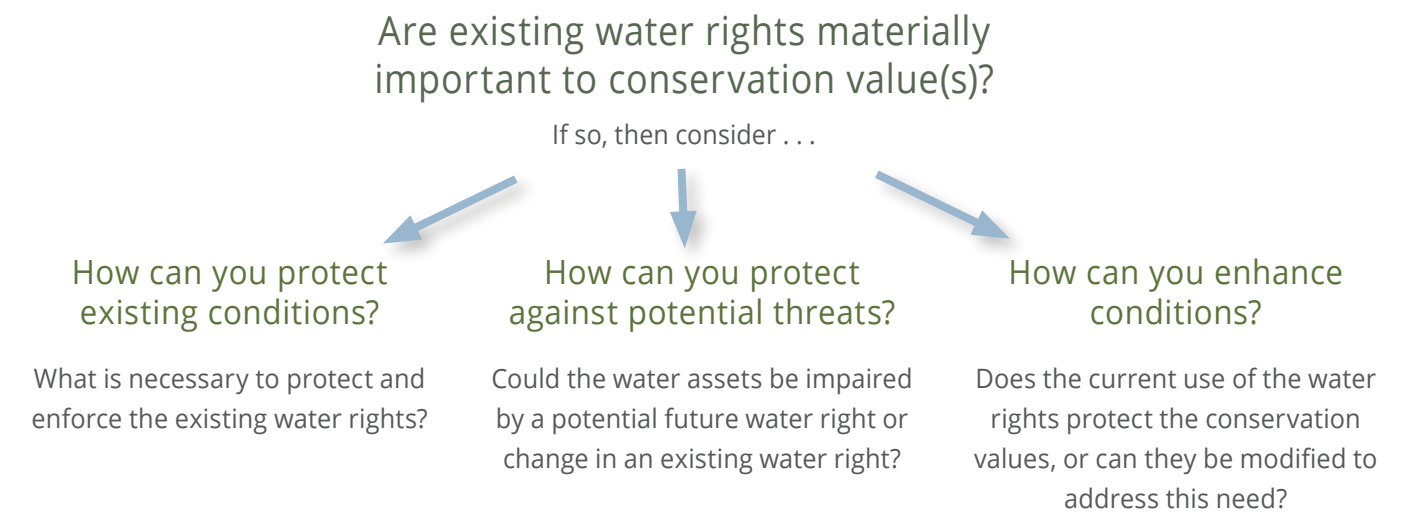 Are existing water rights materially
important to conservation value(s)?
If so, then consider . . .
How can you protect
existing conditions?
What is necessary to protect and
enforce the existing water rights?
How can you protect
against potential threats?
Could the water assets be impaired
by a potential future water right or
change in an existing water right?
How can you enhance
conditions?
Does the current use of the water
rights protect the conservation
values, or can they be modified to
address this need?